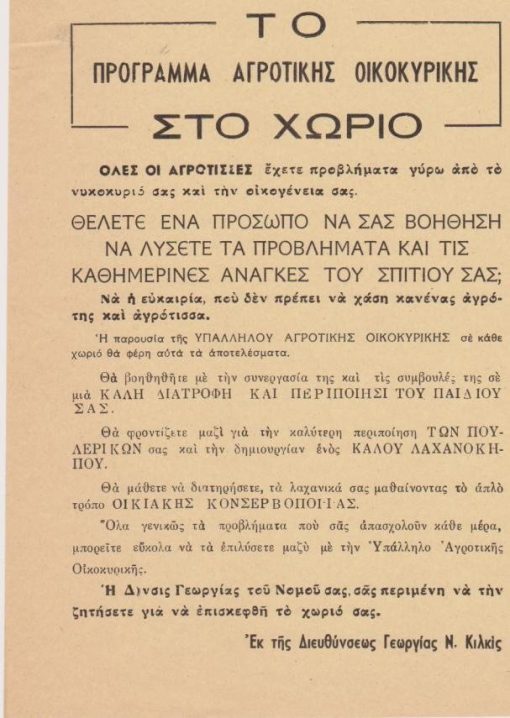 ΤΟ
ΠΡΟΓΡΑΜΜΑ ΑΓΡΟΤΙΚΗΣ ΟΙΚΟΚΥΡΙΚΗΣ
ΣΤΟ ΧΩΡΙΟ
ΟΛΕΣ ΟΙ ΑΓΡΟΤΙΣΣΕΣ ἔχετε προβλήματα γύρω ἀπὸ τὸ
νυκοκυριό σας καὶ τὴν οἰκογένεια σας.
ΘΕΛΕΤΕ ΕΝΑ ΠΡΟΣΩΠΟ ΝΑ ΣΑΣ ΒΟΗΘΗΣΗ
ΝΑ ΛΥΣΕΤΕ ΤΑ ΠΡΟΒΛΗΜΑΤΑ ΚΑΙ ΤΙΣ
ΚΑΘΗΜΕΡΙΝΕΣ ΑΝΑΓΚΕΣ ΤΟΥ ΣΠΙΤΙΟΥ ΣΑΣ;
Νὰ ἡ εὐκαιρία, ποὺ δὲν πρέπει νὰ χάση κανένας ἀγρό-
της καὶ ἀγρότισσα.
Ἡ παρουσία τῆς ΥΠΑΛΛΗΛΟΥ ΑΓΡΟΤΙΚΗΣ ΟΙΚΟΚΥΡΙΚΗΣ σὲ κάθε
χωριὸ θὰ φέρη αὐτὰ τὰ ἀποτελέσματα.
Θὰ βοηθηθῆτε μὲ τὴν συνεργασία της καὶ τὶς συμβουλές της σὲ
μιὰ ΚΑΛΗ ΔΙΑΤΡΟΦΗ ΚΑΙ ΠΕΡΙΠΟΙΗΣΙ ΤΟΥ ΠΑΙΔΙΟΥ
ΣΑΣ.
Θὰ φροντίζετε μαζὶ γιὰ τὴν καλύτερη περιποίηση ΤΩΝ ΠΟΥ-
ΛΕΡΙΚΩΝ σας καὶ τὴν δημιουργίαν ἑνὸς ΚΑΛΟΥ ΛΑΧΑΝΟΚΗ-
ΠΟΥ.
Θὰ μάθετε νὰ διατηρήσετε, τὰ λαχανικά σας μαθαίνοντας τὸ ἁπλὸ
τρόπο ΟΙΚΙΑΚΗΣ ΚΟΝΣΕΡΒΟΠΟΙΊΑΣ.
Ὅλα γενικῶς τὰ προβλήματα ποὺ σᾶς ἀπασχολοῦν κάθε μέρα,
μπορεῖτε εὔκολα νὰ τὰ ἐπιλύσετε μαζὺ μὲ τὴν Ὑπάλληλο Ἀγροτικῆς
Οἰκοκυρικῆς.
Ἡ Δ)νσις Γεωργίας τοῦ Νομοῦ σας, σᾶς περιμένη νὰ τὴν
ζητήσετε γιὰ νὰ ἐπισκεφθῆ τὸ χωριό σας.
Ἐκ τῆς Διευθύνσεως Γεωργίας Ν. Κιλκὶς